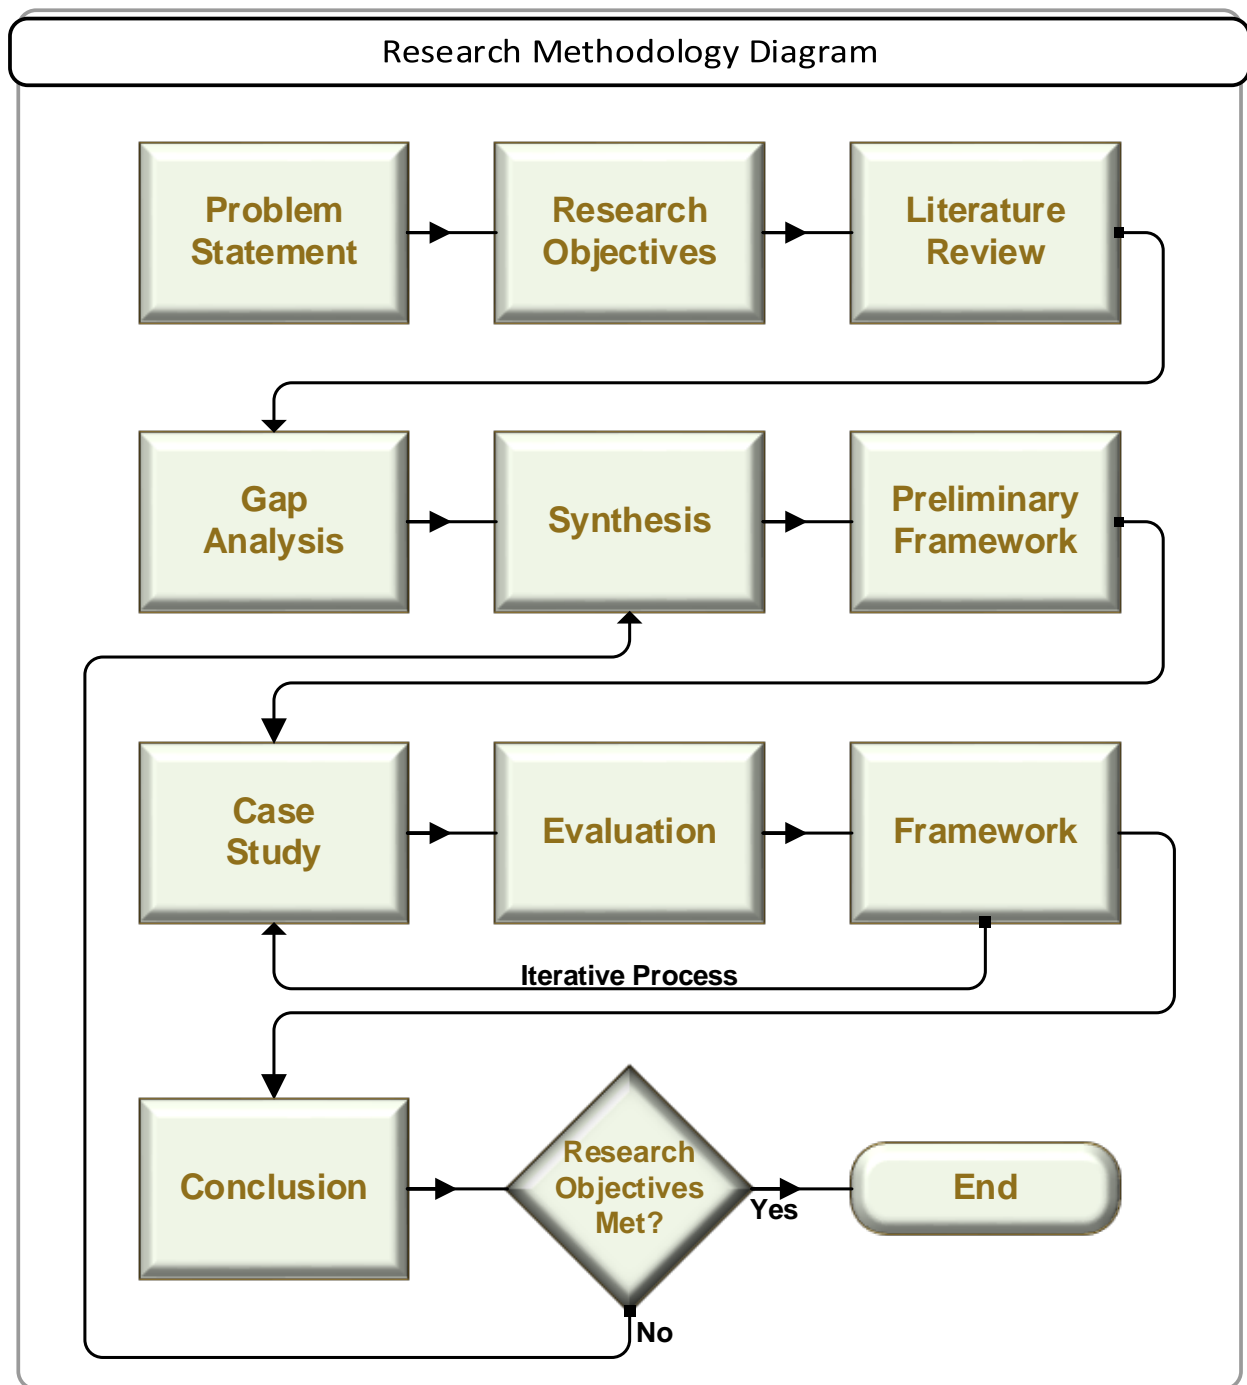 Research Methodology Diagram
Problem
Statement
Research
Objectives
Literature
Review
Gap
Analysis
Synthesis
Preliminary
Framework
Case
Study
Evaluation
Framework
Iterative Process
Conclusion
Research
Objectives
Met?
Yes
End
No